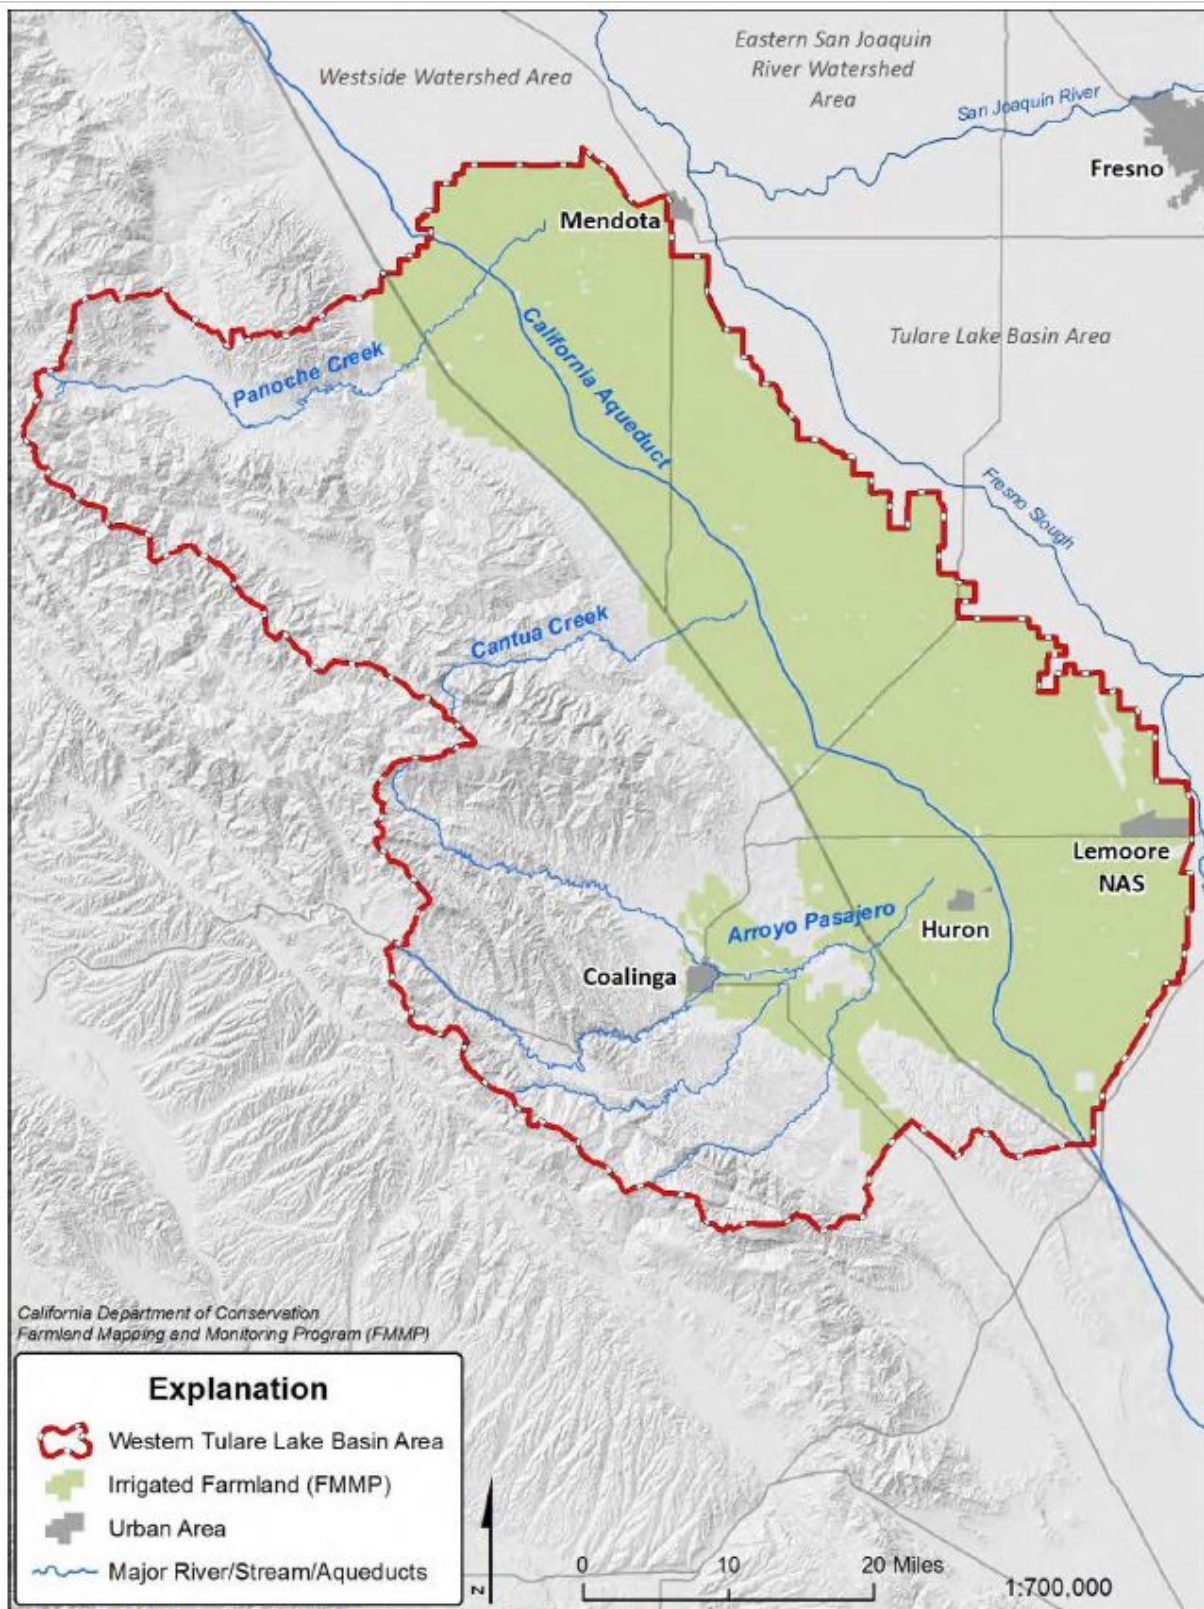 Westside Watershed Area
Eastern San Joaquin
River Watershed
Area
San Joaquin River
Fresno
Mendota
California Aqueduct
Tulare Lake Basin Area
Panoche Creek
Fresno Slough
Cantua Creek
Lemoore
NAS
Arroyo Pasajero
Huron
Coalinga
California Department of Conservation
Farmland Mapping and Monitoring Program (FMMP)
Explanation
Western Tulare Lake Basin Area
Irrigated Farmland (FMMP)
Urban Area
Major River/Stream/Aqueducts
N
0 10 20 Miles
1:700,000